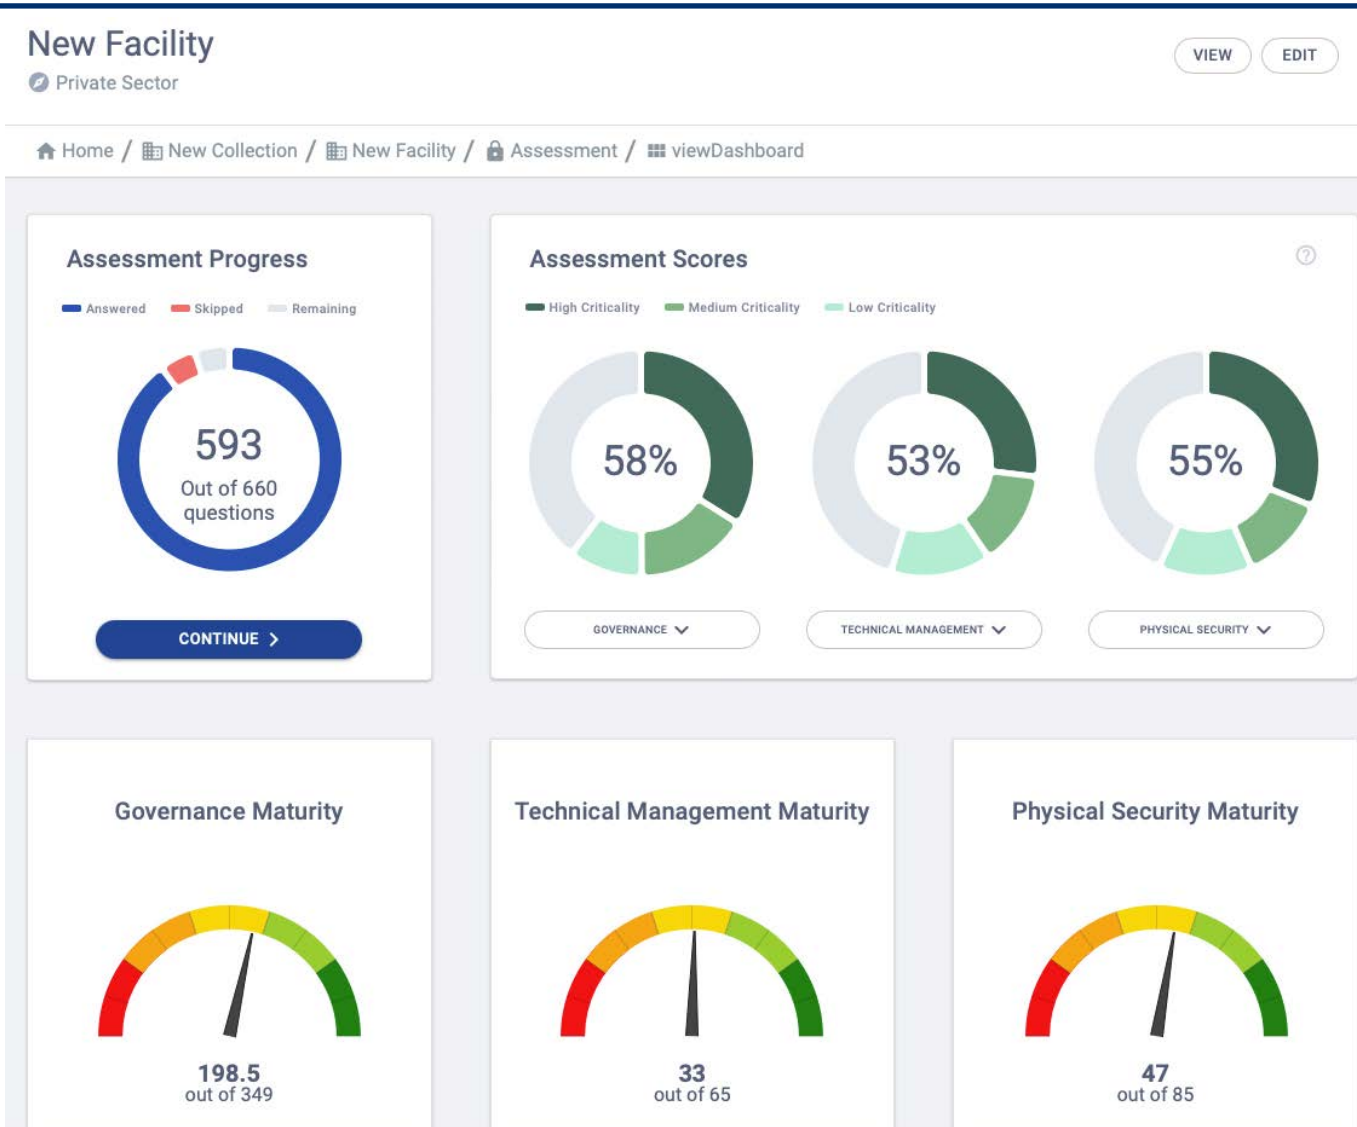 New Facility
VIEW
EDIT
Private Sector
Home / New Collection / New Facility / Assessment / viewDashboard
Assessment Progress
Answered Skipped Remaining
593
Out of 660
questions
CONTINUE
Assessment Scores
High Criticality Medium Criticality Low Criticality
58%
53%
55%
GOVERNANCE
TECHNICAL MANAGEMENT
PHYSICAL SECURITY
Governance Maturity
198.5
out of 349
Technical Management Maturity
33
out of 65
Physical Security Maturity
47
out of 85